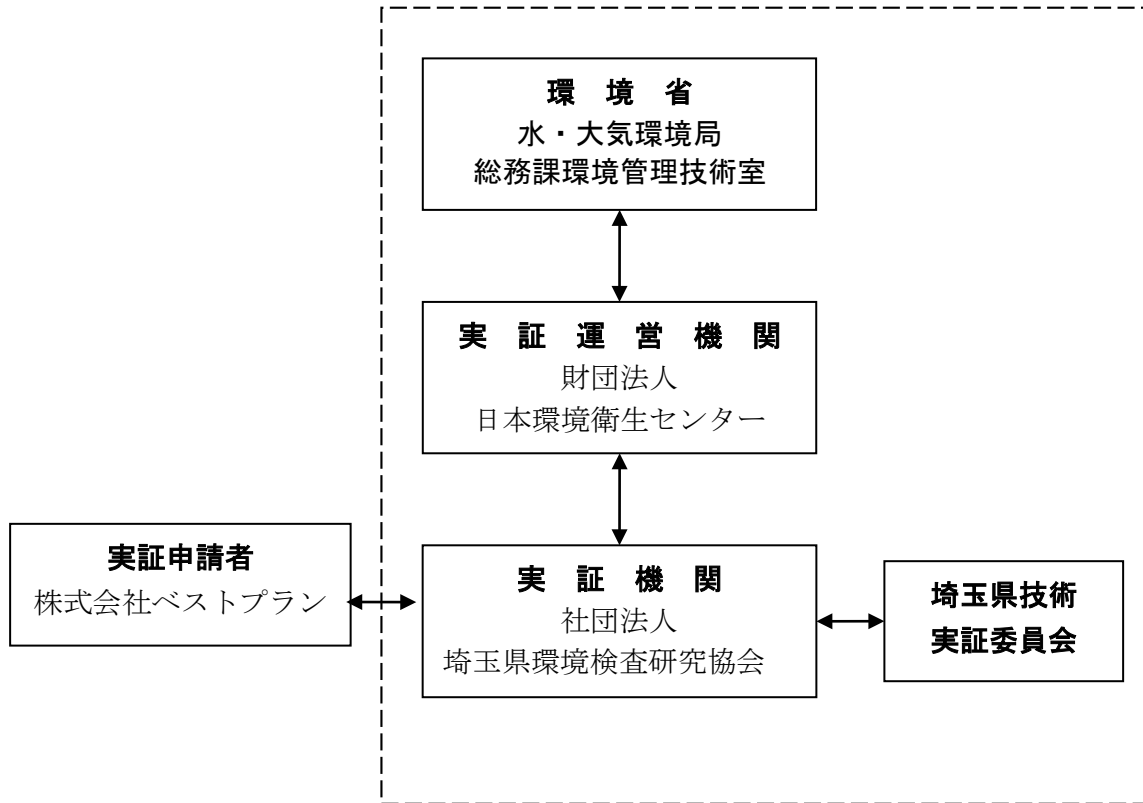 環　境　省
水・大気環境局
総務課環境管理技術室
実　証　運　営　機　関
財団法人
日本環境衛生センター
実証申請者
株式会社ベストプラン
実　証　機　関
社団法人
埼玉県環境検査研究協会
埼玉県技術
実証委員会